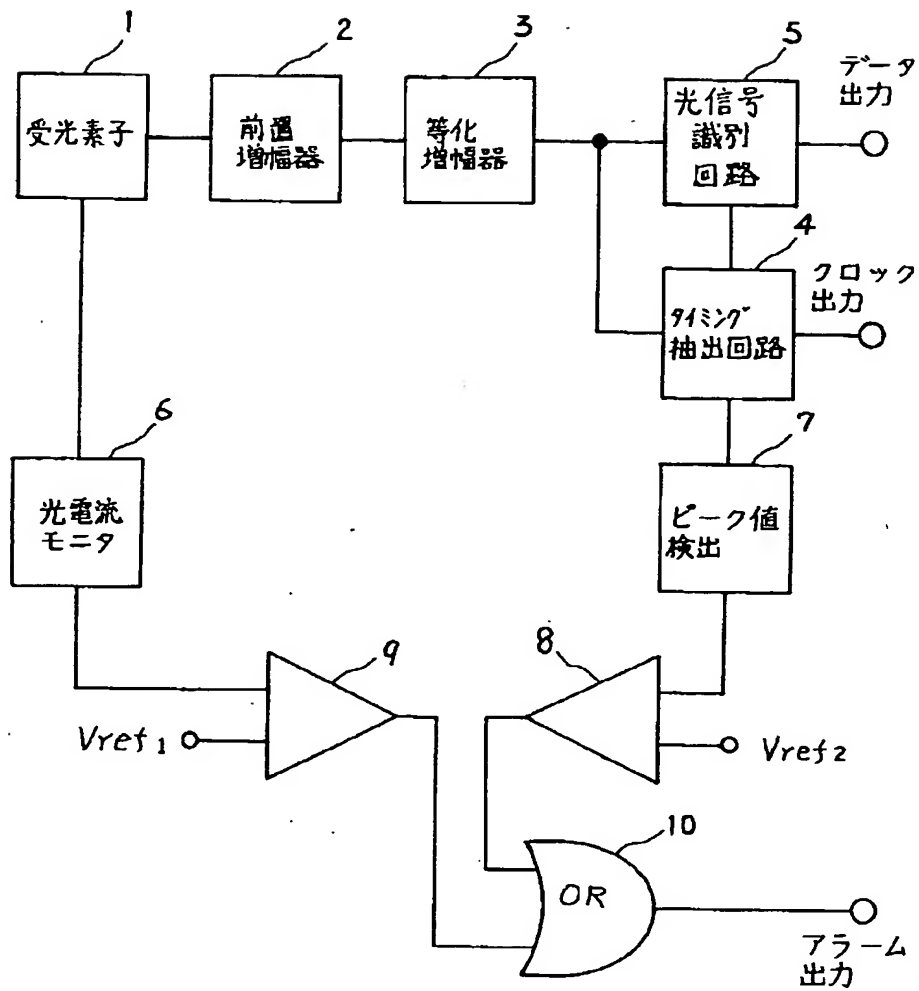 1
受光素子
2
前置
増幅器
3
等化
増幅器
5
光信号
識別
回路
データ
出力
4
タイミング
抽出回路
クロック
出力
6
光電流
モニタ
7
ピーク値
検出
9
Vref1
8
Vref2
10
OR
アラーム
出力